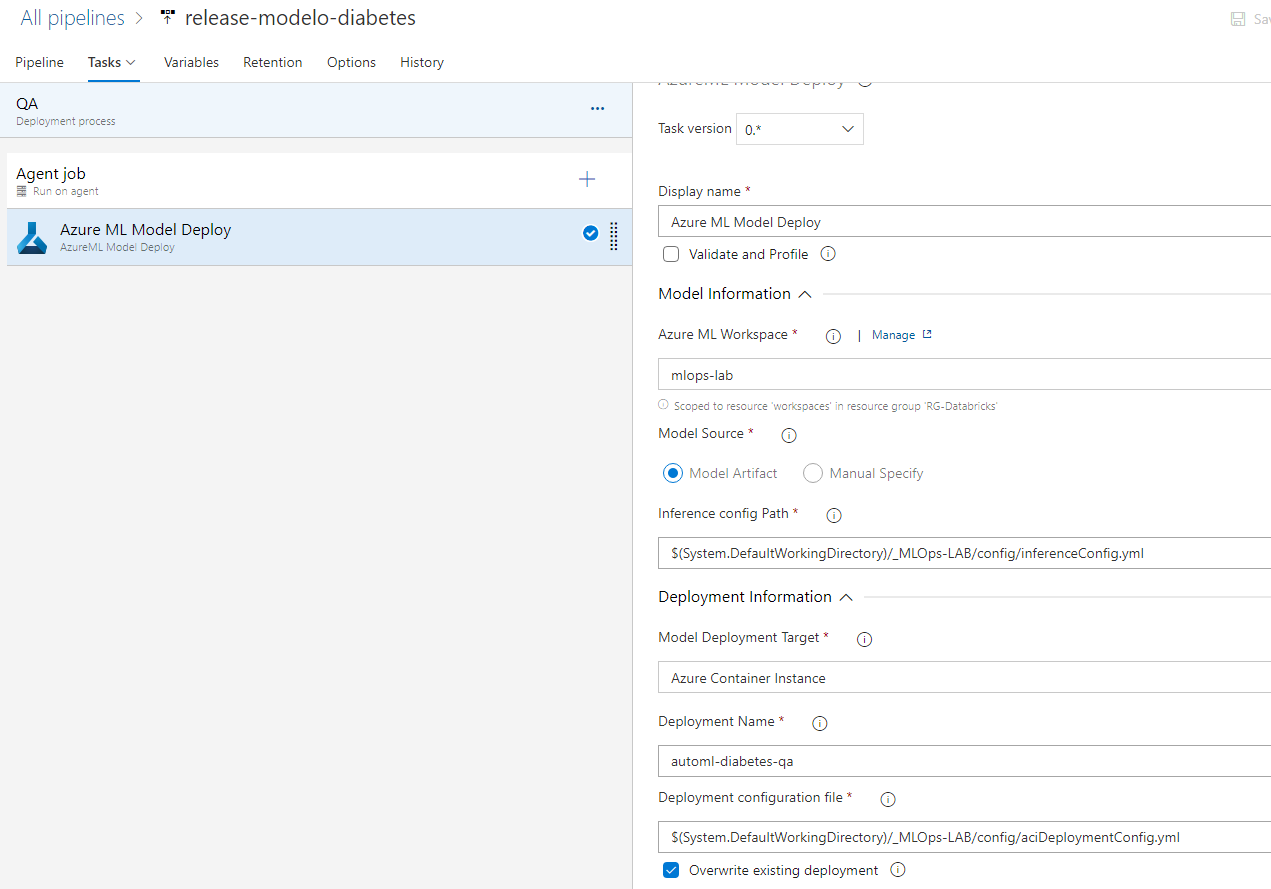 All pipelines > release-modelo-diabetes
Sav
Pipeline Tasks Variables Retention Options History
QA
Deployment process
...
Agent job
Run on agent
Azure ML Model Deploy
AzureML Model Deploy
AzureML Model Deploy
Task version 0.*
Display name *
Azure ML Model Deploy
Validate and Profile
Model Information
Azure ML Workspace * | Manage
mlops-lab
Scoped to resource 'workspaces' in resource group 'RG-Databricks'
Model Source *
Model Artifact Manual Specify
Inference config Path *
$(System.DefaultWorkingDirectory)/_MLOps-LAB/config/inferenceConfig.yml
Deployment Information
Model Deployment Target *
Azure Container Instance
Deployment Name *
automl-diabetes-qa
Deployment configuration file *
$(System.DefaultWorkingDirectory)/_MLOps-LAB/config/aciDeploymentConfig.yml
Overwrite existing deployment